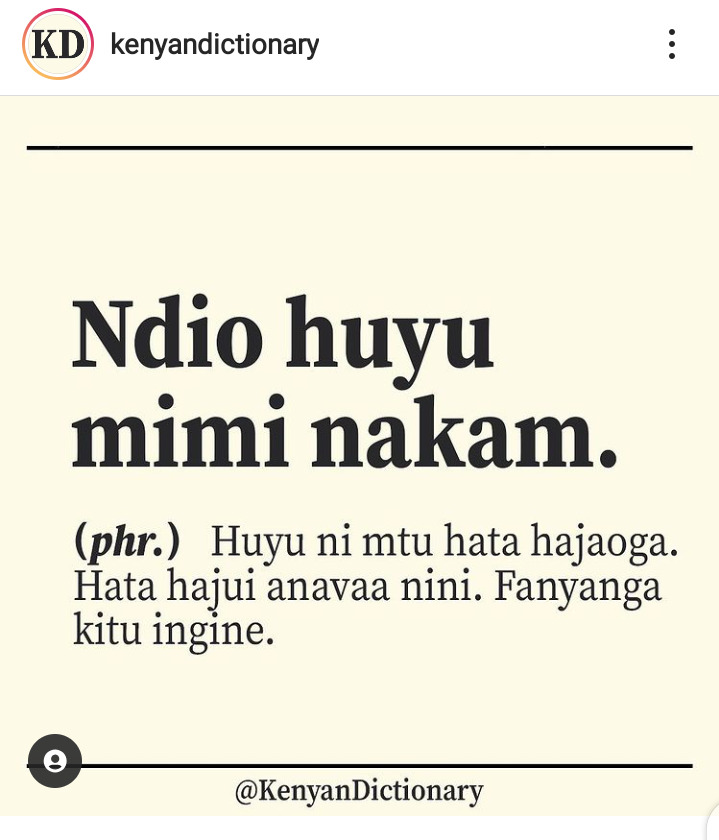 KD kenyandictionary
Ndio huyu
mimi nakam.
(phr.) Huyu ni mtu hata hajaoga.
Hata hajui anavaa nini. Fanyanga
kitu ingine.
@KenyanDictionary